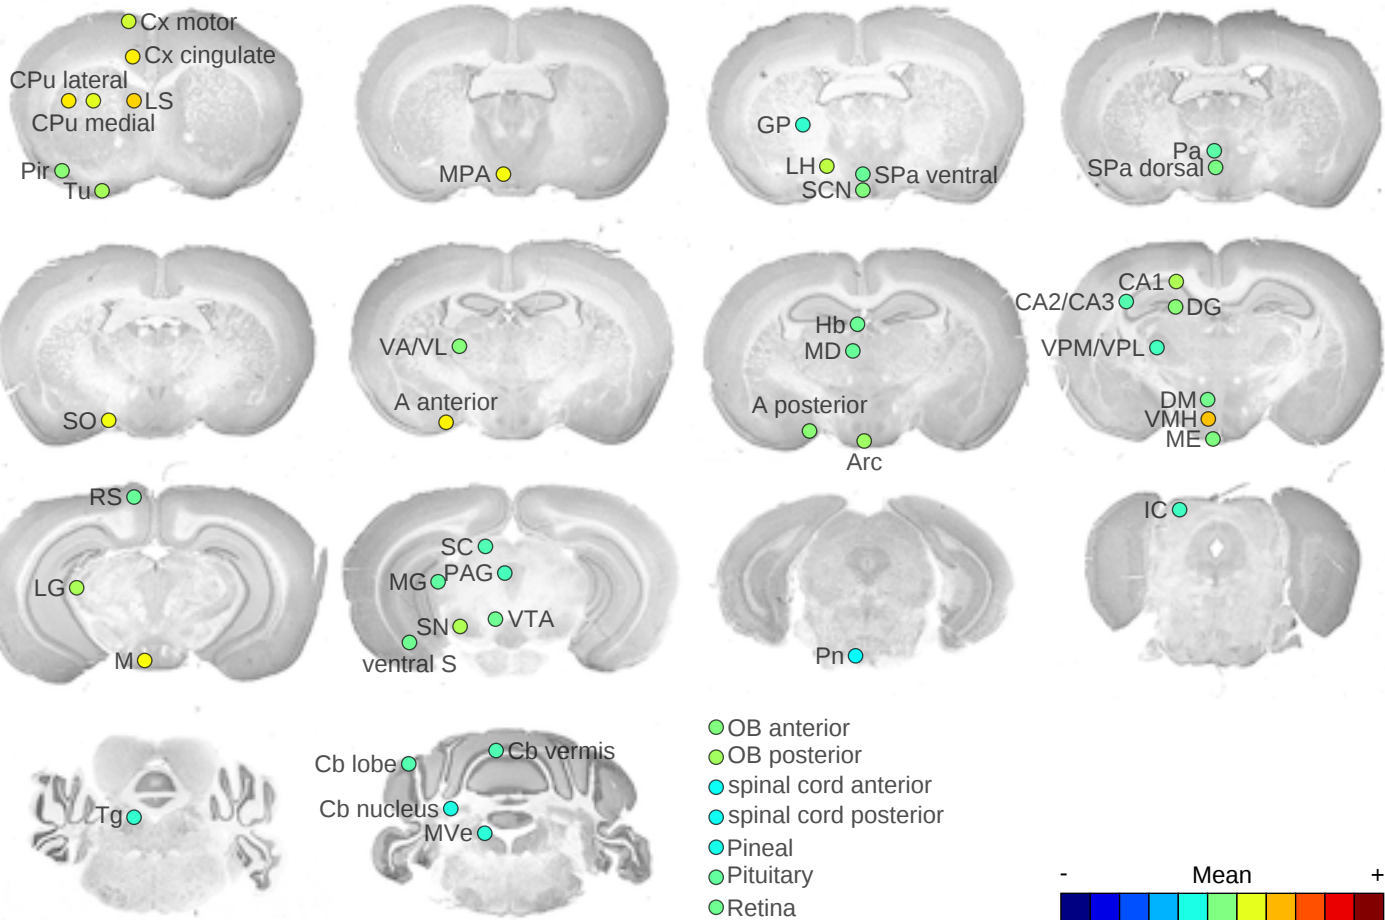 Cx motor
Cx cingulate
CPu lateral
LS
CPu medial
Pir
Tu
MPA
GP
LH
SPa ventral
SCN
Pa
SPa dorsal
SO
VA/VL
A anterior
Hb
MD
A posterior
Arc
CA1
CA2/CA3
DG
VPM/VPL
DM
VMH
ME
RS
LG
M
SC
MG
PAG
SN
VTA
ventral S
Pn
IC
Tg
Cb lobe
Cb vermis
Cb nucleus
MVe
OB anterior
OB posterior
spinal cord anterior
spinal cord posterior
Pineal
Pituitary
Retina
- Mean +